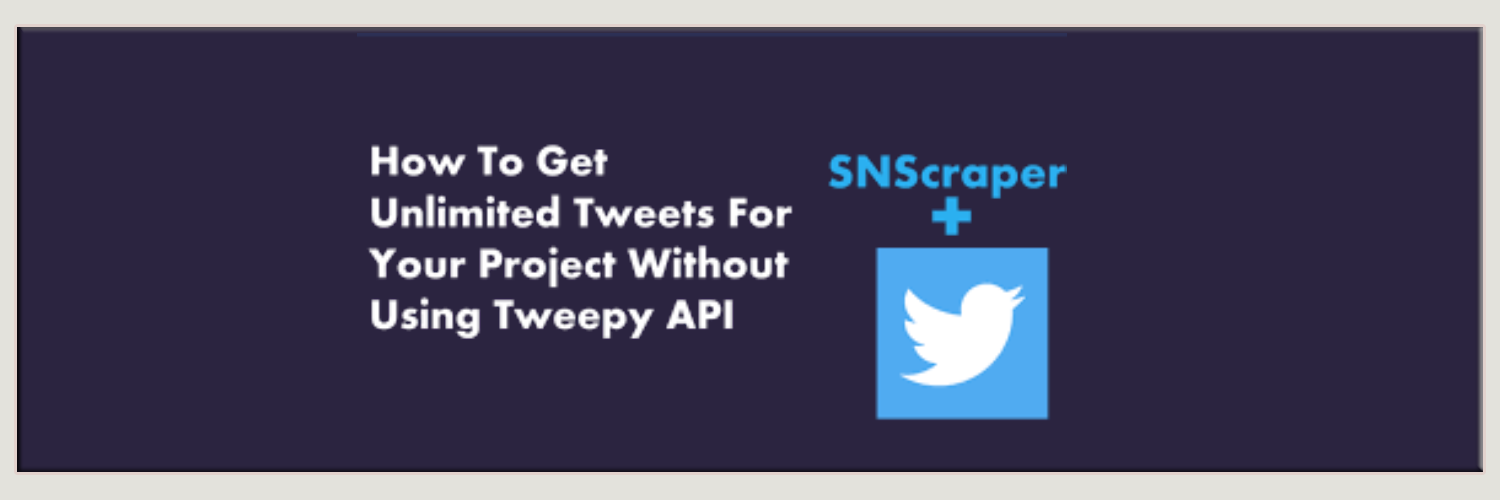 How To Get
Unlimited Tweets For
Your Project Without
Using Tweepy API
SNScraper
+